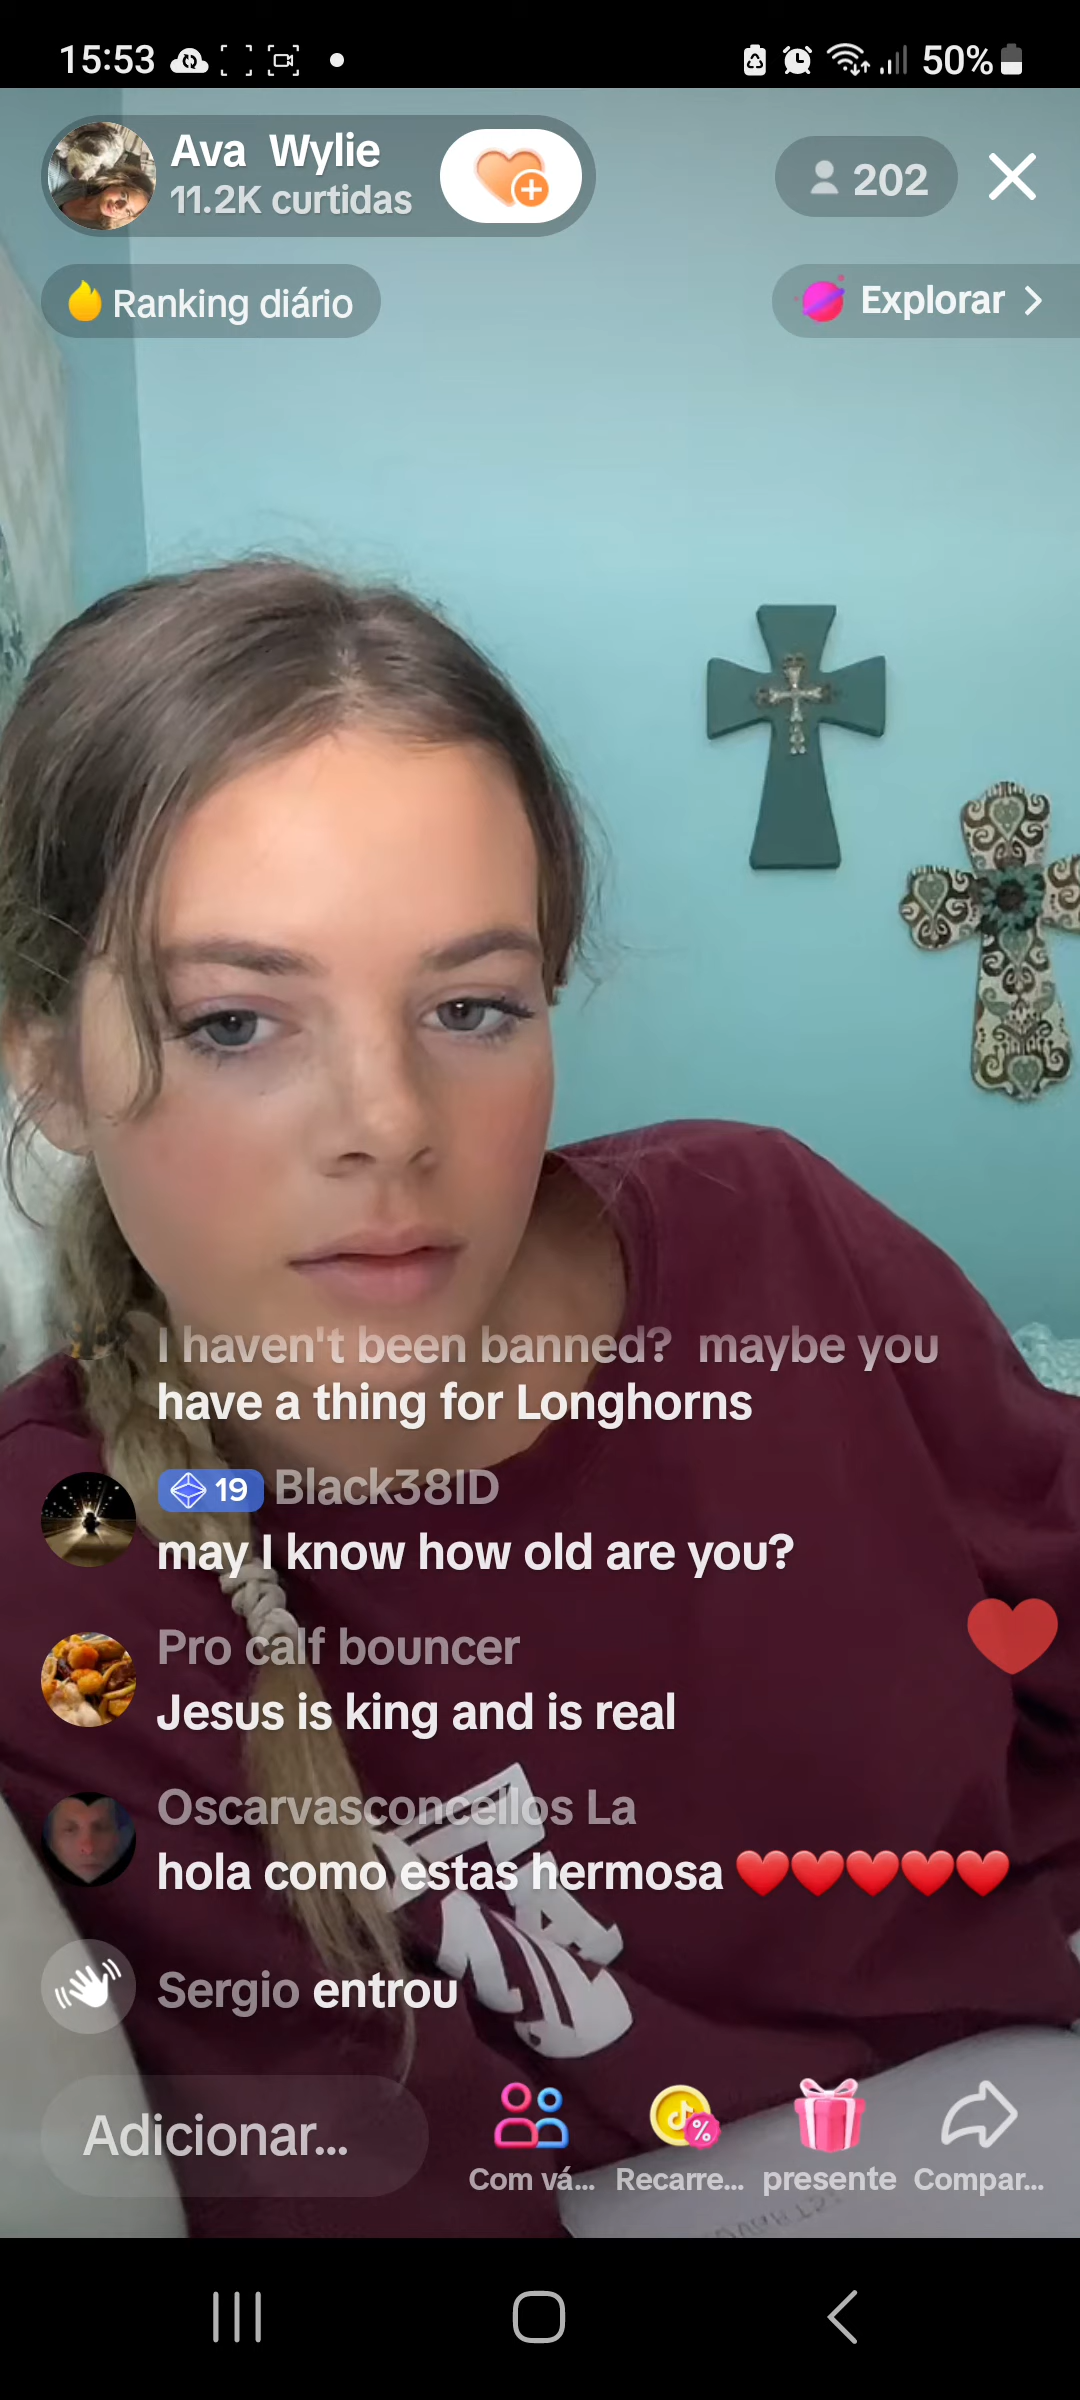 15:53
50%
Ava Wylie
11.2K curtidas
202
Ranking diário
Explorar
I haven't been banned? maybe you
have a thing for Longhorns
19 Black38ID
may I know how old are you?
Pro calf bouncer
Jesus is king and is real
Oscarvasconcellos La
hola como estas hermosa ❤️❤️❤️❤️❤️
Sergio entrou
Adicionar...
Com vá...
Recarre...
presente
Compar...